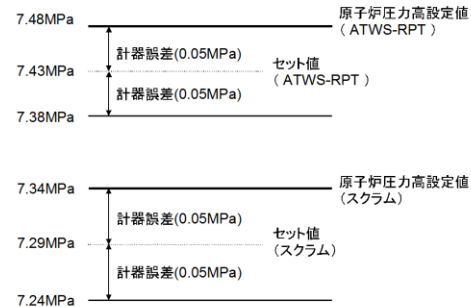 7.48MPa
原子炉圧力高設定値
（ ATWS-RPT ）
計器誤差(0.05MPa)
7.43MPa
セット値
（ ATWS-RPT ）
計器誤差(0.05MPa)
7.38MPa
7.34MPa
原子炉圧力高設定値
（スクラム）
計器誤差(0.05MPa)
7.29MPa
セット値
（スクラム）
計器誤差(0.05MPa)
7.24MPa